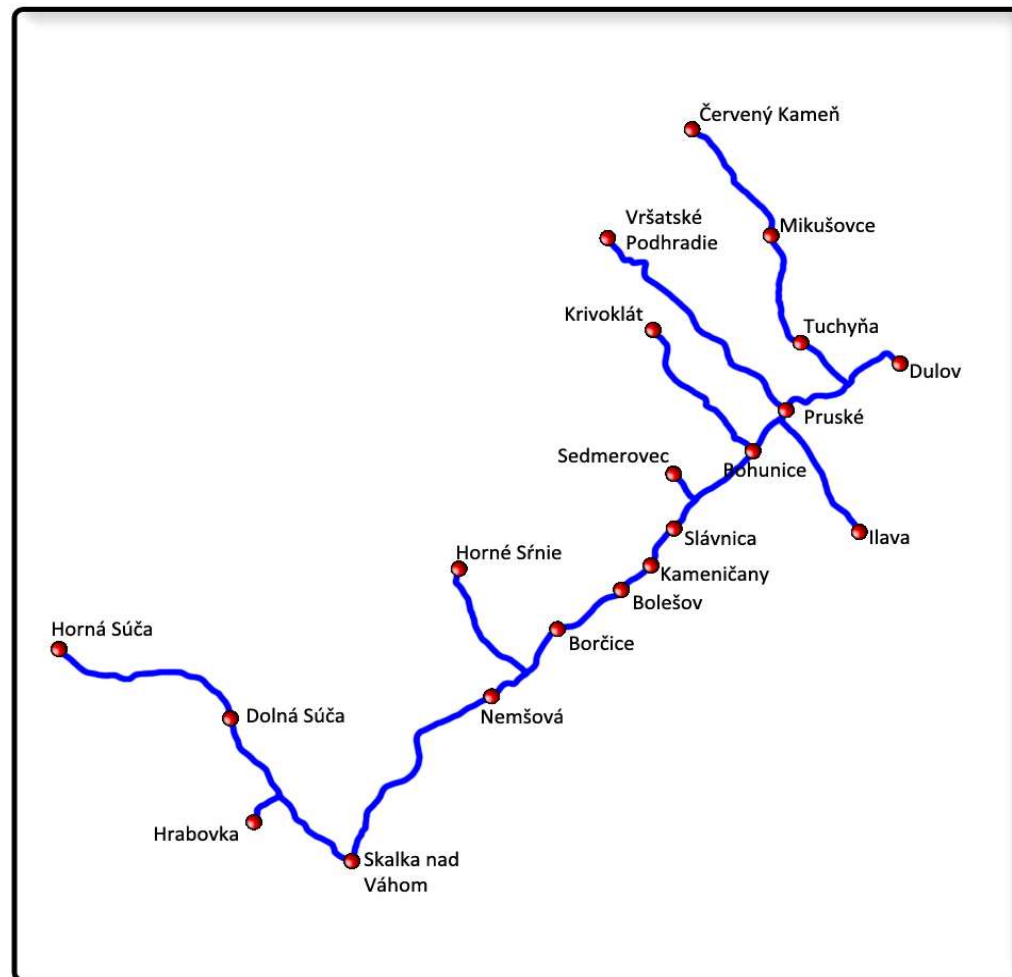 Červený Kameň
Vršatské
Podhradie
Mikušovce
Krivoklát
Tuchyňa
Dulov
Pruské
Sedmerovec
Bohunice
Slávnica
Ilava
Horné Sŕnie
Kameničany
Bolešov
Horná Súča
Borčice
Dolná Súča
Nemšová
Hrabovka
Skalka nad
Váhom